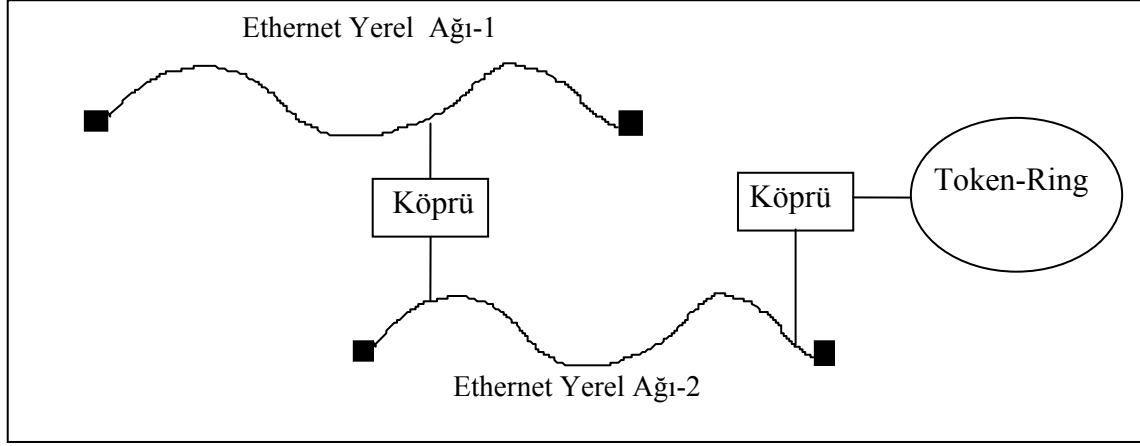 Ethernet Yerel Ağı-1
Köprü
Köprü
Token-Ring
Ethernet Yerel Ağı-2